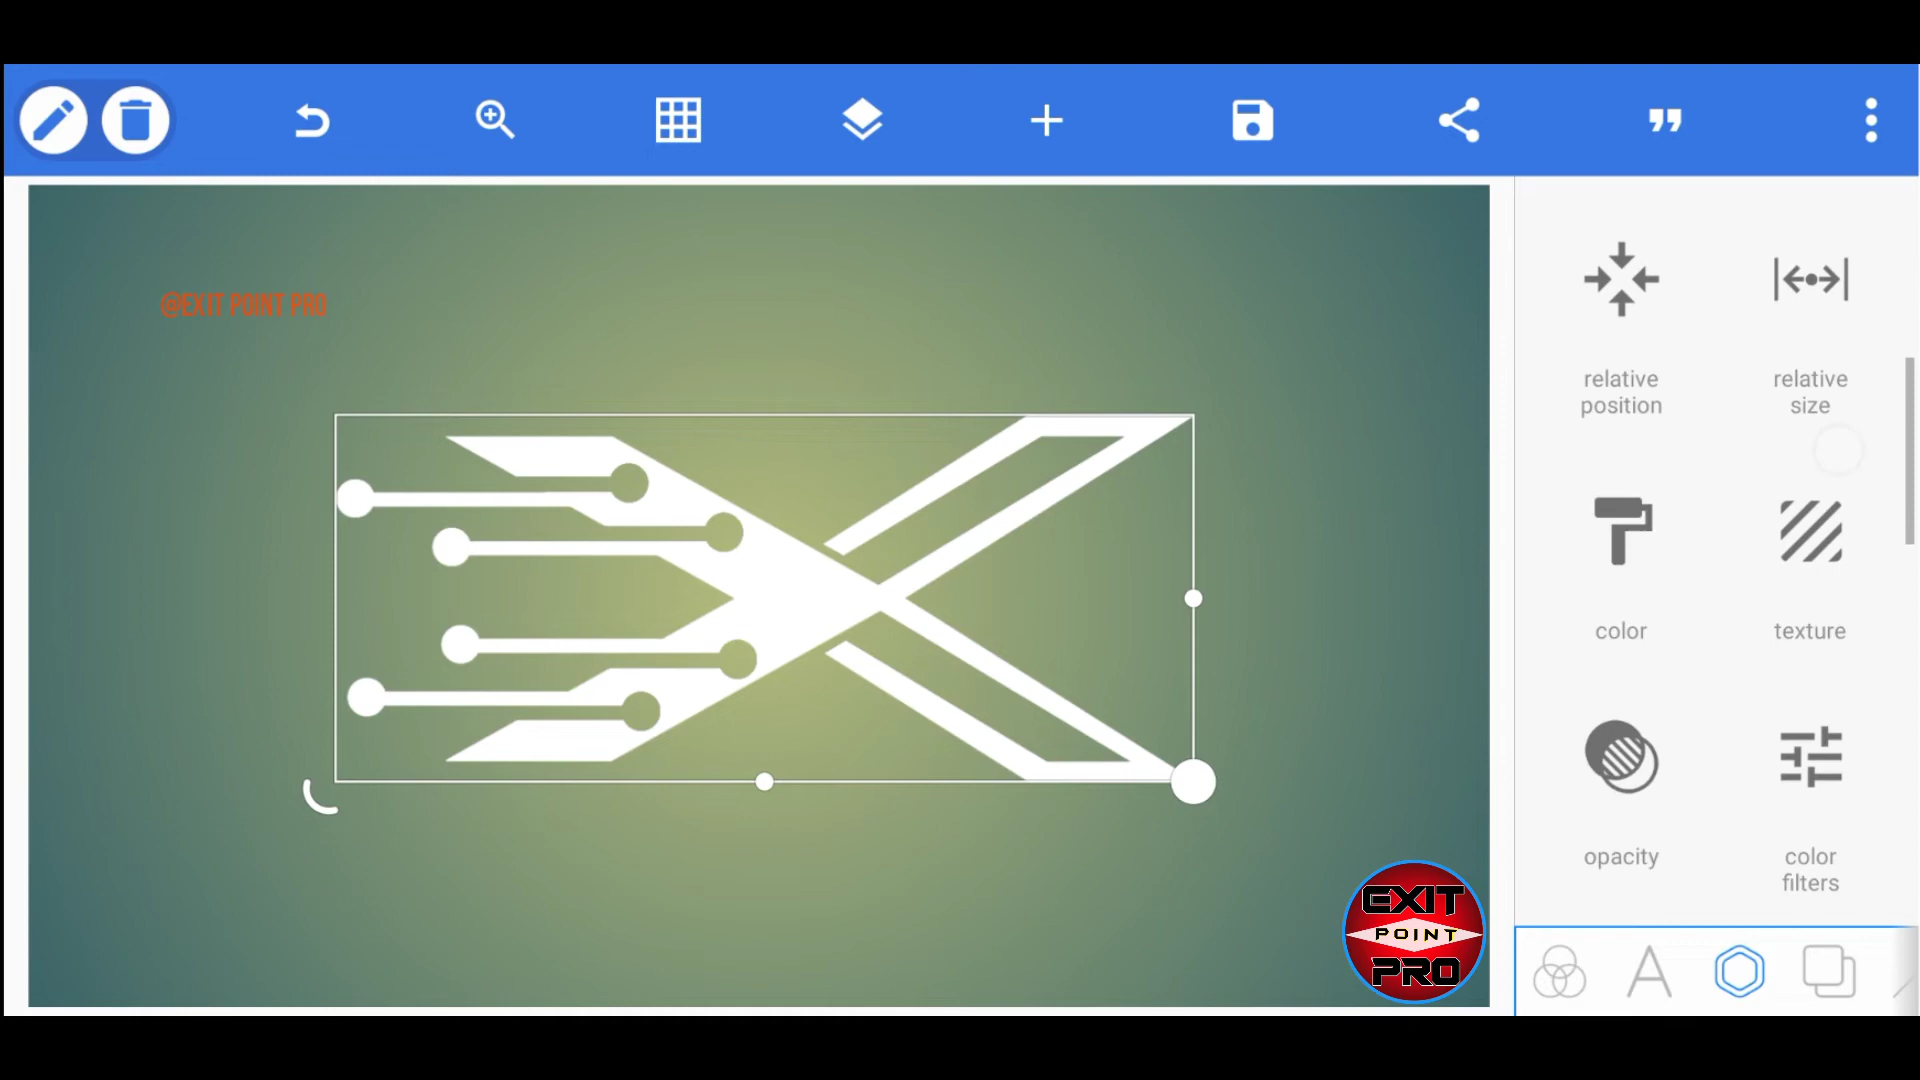 @EXIT POINT PRO
relative
position
relative
size
color
texture
opacity
color
filters
EXIT
POINT
PRO